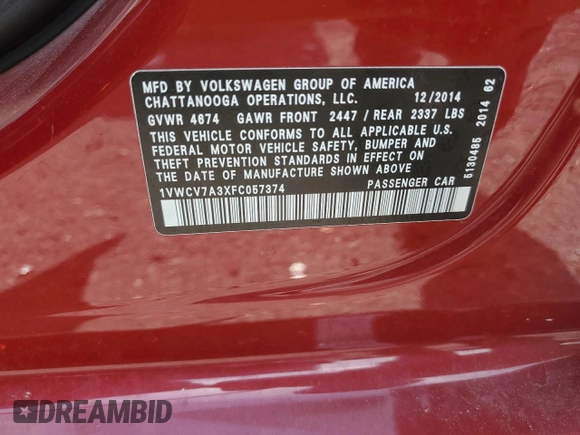 MFD BY VOLKSWAGEN GROUP OF AMERICA
CHATTANOOGA OPERATIONS, LLC. 12/2014
GVWR 4874 GAWR FRONT 2447 / REAR 2337 LBS
THIS VEHICLE CONFORMS TO ALL APPLICABLE U.S.
FEDERAL MOTOR VEHICLE SAFETY, BUMPER AND
THEFT PREVENTION STANDARDS IN EFFECT ON
THE DATE OF MANUFACTURE SHOWN ABOVE
1VWCV7A3XFC057374 PASSENGER CAR
5130485 2014 62
DREAMBID